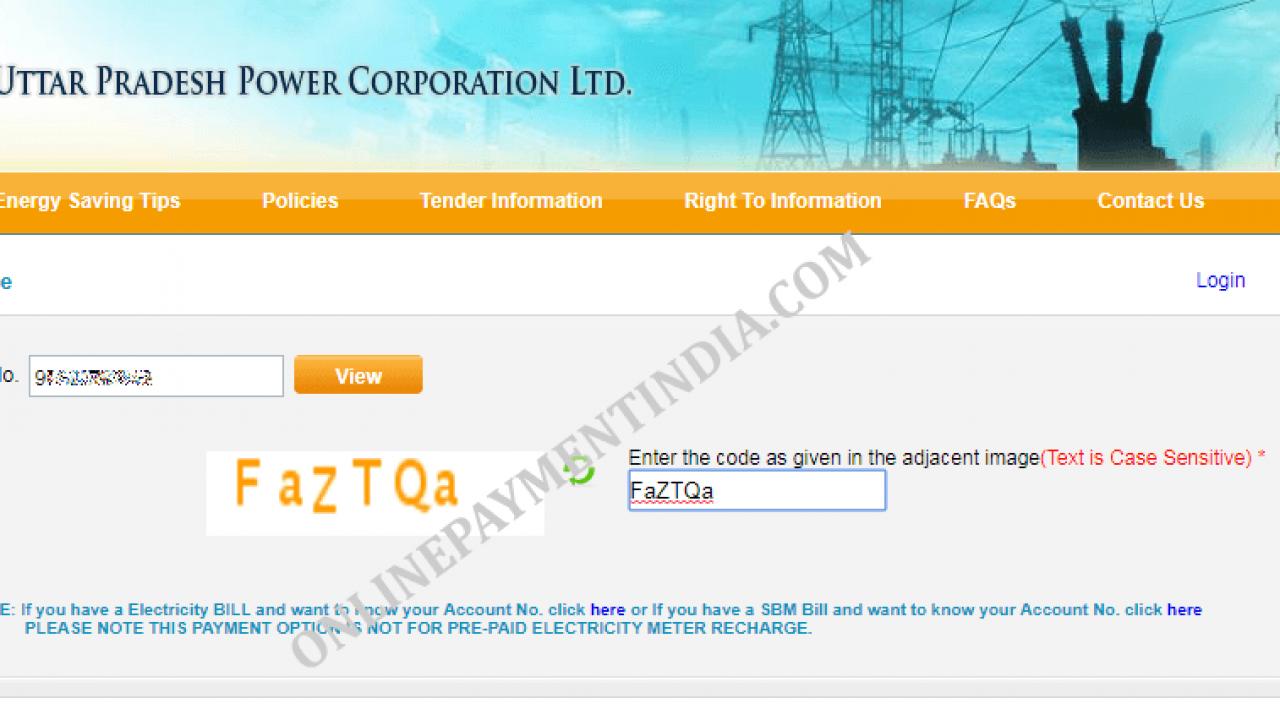 UTTAR PRADESH POWER CORPORATION LTD.
Energy Saving Tips Policies Tender Information Right To Information FAQs Contact Us
e Login
o. View
FaZTQa
Enter the code as given in the adjacent image(Text is Case Sensitive) *
FaZTQa
E: If you have a Electricity BILL and want to know your Account No. click here or If you have a SBM Bill and want to know your Account No. click here
PLEASE NOTE THIS PAYMENT OPTION IS NOT FOR PRE-PAID ELECTRICITY METER RECHARGE.
ONLINEPAYMENTINDIA.COM